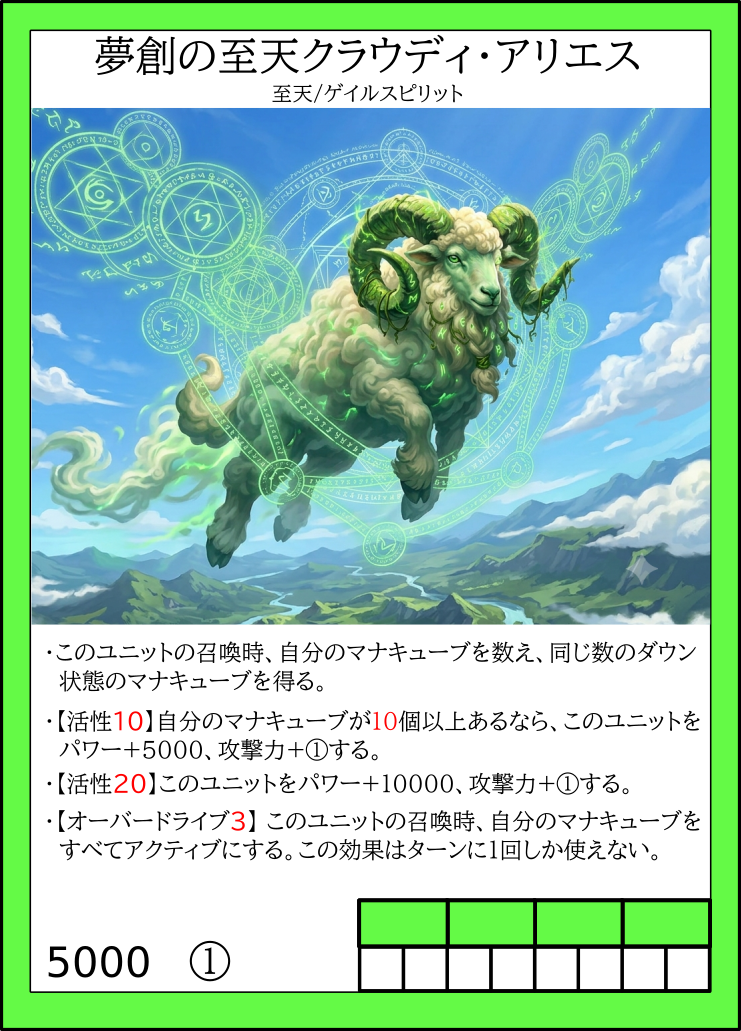 夢創の至天クラウディ・アリエス
至天/ゲイルスピリット
・このユニットの召喚時、自分のマナキューブを数え、同じ数のダウン
状態のマナキューブを得る。
・【活性10】自分のマナキューブが10個以上あるなら、このユニットを
パワー＋5000、攻撃力＋①する。
・【活性20】このユニットをパワー＋10000、攻撃力＋①する。
・【オーバードライブ3】 このユニットの召喚時、自分のマナキューブを
すべてアクティブにする。この効果はターンに1回しか使えない。
5000 ①